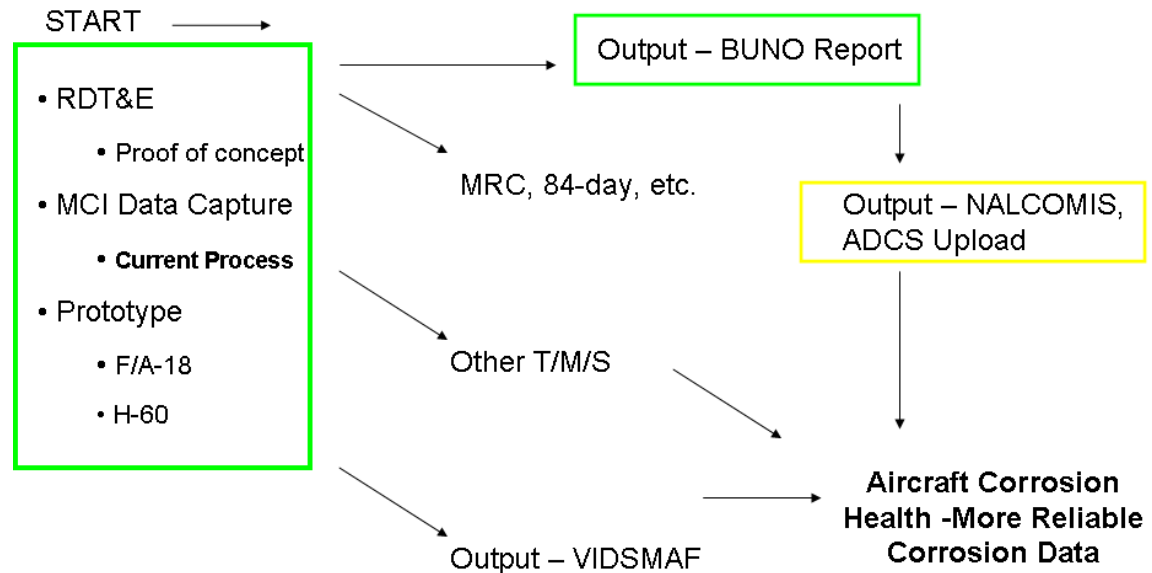 START
• RDT&E
• Proof of concept
• MCI Data Capture
• Current Process
• Prototype
• F/A-18
• H-60
Output – BUNO Report
MRC, 84-day, etc.
Output – NALCOMIS,
ADCS Upload
Other T/M/S
Output – VIDSMAF
Aircraft Corrosion
Health -More Reliable
Corrosion Data